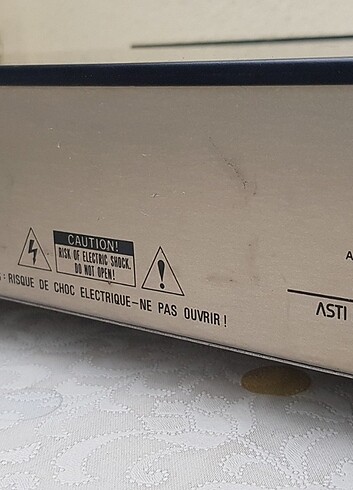 CAUTION!
RISK OF ELECTRIC SHOCK.
DO NOT OPEN!
: RISQUE DE CHOC ELECTRIQUE-NE PAS OUVRIR!
A
ASTI